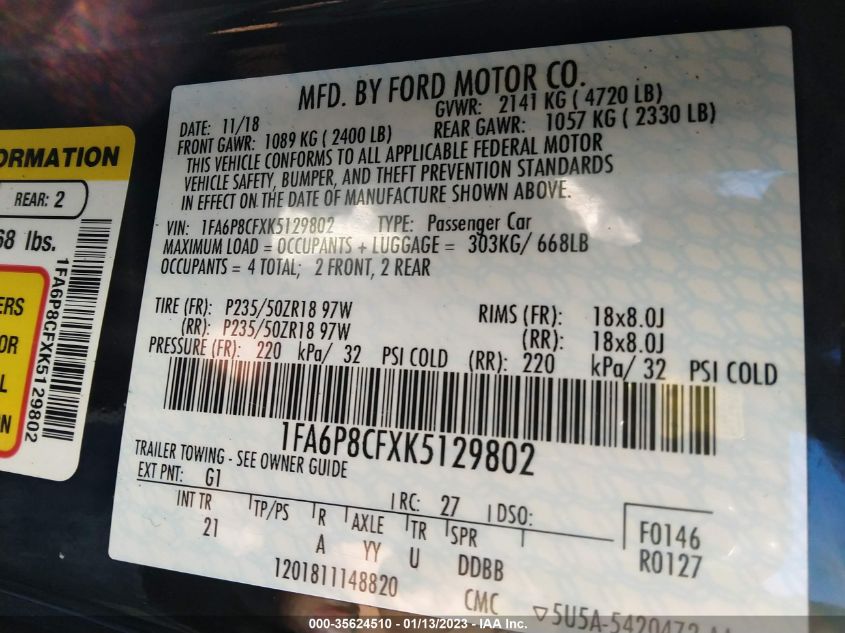 MFD. BY FORD MOTOR CO.
DATE: 11/18 GVWR: 2141 KG ( 4720 LB)
FRONT GAWR: 1089 KG ( 2400 LB) REAR GAWR: 1057 KG ( 2330 LB)
THIS VEHICLE CONFORMS TO ALL APPLICABLE FEDERAL MOTOR
VEHICLE SAFETY, BUMPER, AND THEFT PREVENTION STANDARDS
IN EFFECT ON THE DATE OF MANUFACTURE SHOWN ABOVE.
VIN: 1FA6P8CFXK5129802 TYPE: Passenger Car
MAXIMUM LOAD = OCCUPANTS + LUGGAGE = 303KG/ 668LB
OCCUPANTS = 4 TOTAL; 2 FRONT, 2 REAR
TIRE (FR): P235/50ZR18 97W RIMS (FR): 18x8.0J
(RR): P235/50ZR18 97W (RR): 18x8.0J
PRESSURE (FR): 220 kPa/ 32 PSI COLD (RR): 220 kPa/ 32 PSI COLD
1FA6P8CFXK5129802
TRAILER TOWING - SEE OWNER GUIDE
EXT PNT: G1 RC: 27 DSO:
INT TR TP/PS R AXLE TR SPR
21 A YY U DDBB
F0146
R0127
1201811148820
CMC ▽5U5A-5420472
ORMATION
REAR: 2
68 lbs.
1FA6P8CFXK5129802
ERS
OR
L
N
000-35624510 - 01/13/2023 - IAA Inc.